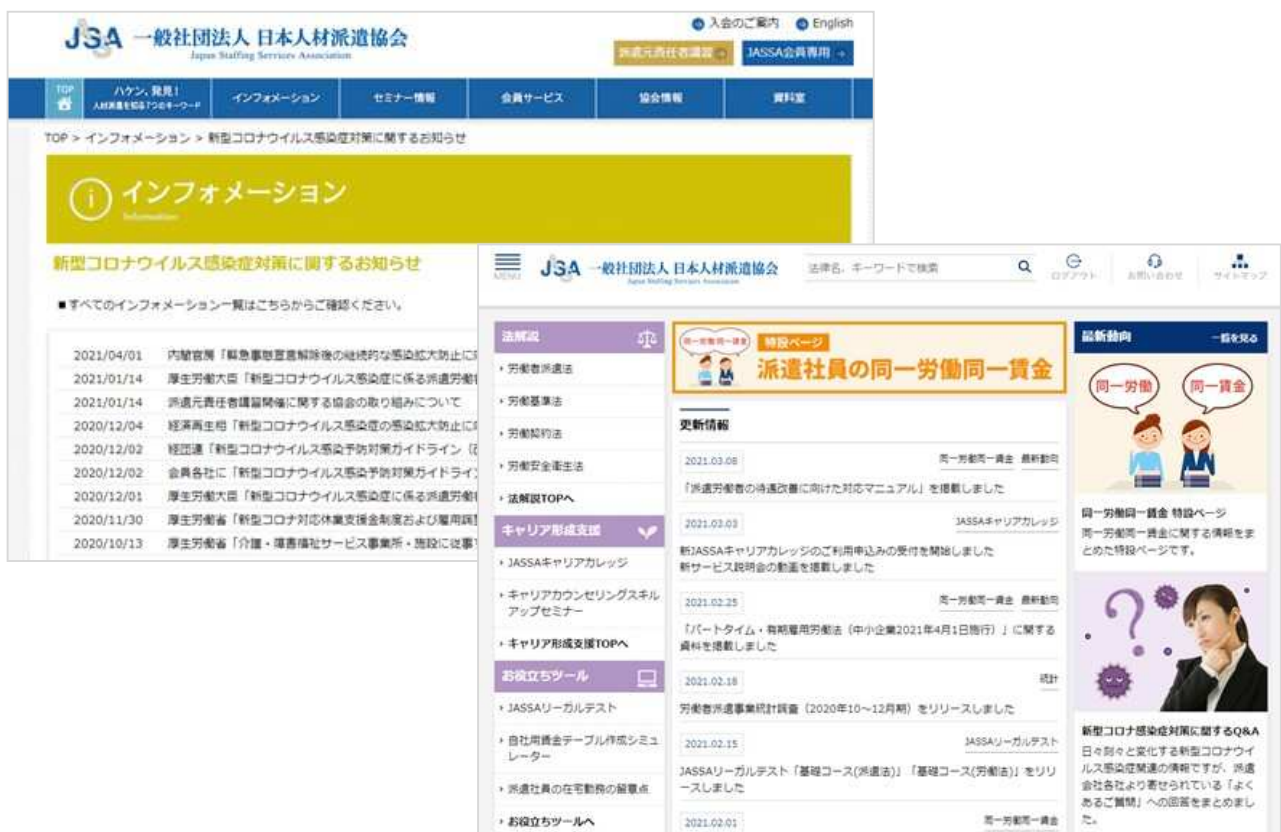 JSA 一般社団法人 日本人材派遣協会
Japan Staffing Services Association
入会のご案内
English
派遣元責任者講習
JASSA会員専用
TOP
ハケン、発見！
人材派遣を知る7つのキーワード
インフォメーション
セミナー情報
会員サービス
協会情報
資料室
TOP > インフォメーション > 新型コロナウイルス感染症対策に関するお知らせ
インフォメーション
Information
新型コロナウイルス感染症対策に関するお知らせ
■すべてのインフォメーション一覧はこちらからご確認ください。
2021/04/01 内閣官房「緊急事態宣言解除後の継続的な感染拡大防止に
2021/01/14 厚生労働大臣「新型コロナウイルス感染症に係る派遣労働
2021/01/14 派遣元責任者講習開催に関する協会の取り組みについて
2020/12/04 経済再生相「新型コロナウイルス感染症の感染拡大防止に
2020/12/02 経団連「新型コロナウイルス感染予防対策ガイドライン（
2020/12/02 会員各社に「新型コロナウイルス感染予防対策ガイドライン
2020/12/01 厚生労働大臣「新型コロナウイルス感染症に係る派遣労働
2020/11/30 厚生労働省「新型コロナ対応休業支援金制度および雇用調
2020/10/13 厚生労働省「介護・障害福祉サービス事業所・施設に従事
MENU
JSA 一般社団法人 日本人材派遣協会
Japan Staffing Services Association
法律名、キーワードで検索
ログアウト
お問い合わせ
サイトマップ
法解説
労働者派遣法
労働基準法
労働契約法
労働安全衛生法
法解説TOPへ
キャリア形成支援
JASSAキャリアカレッジ
キャリアカウンセリングスキル
アップセミナー
キャリア形成支援TOPへ
お役立ちツール
JASSAリーガルテスト
自社用賃金テーブル作成シミュ
レーター
派遣社員の在宅勤務の留意点
お役立ちツールへ
同一労働同一賃金
特設ページ
派遣社員の同一労働同一賃金
更新情報
2021.03.08 同一労働同一賃金 最新動向
「派遣労働者の待遇改善に向けた対応マニュアル」を掲載しました
2021.03.03 JASSAキャリアカレッジ
新JASSAキャリアカレッジのご利用申込みの受付を開始しました
新サービス説明会の動画を掲載しました
2021.02.25 同一労働同一賃金 最新動向
「パートタイム・有期雇用労働法（中小企業2021年4月1日施行）」に関する
資料を掲載しました
2021.02.18 統計
労働者派遣事業統計調査（2020年10～12月期）をリリースしました
2021.02.15 JASSAリーガルテスト
JASSAリーガルテスト「基礎コース(派遣法)」「基礎コース(労働法)」をリリ
ースしました
2021.02.01 同一労働同一賃金
最新動向 一覧を見る
同一労働
同一賃金
同一労働同一賃金 特設ページ
同一労働同一賃金に関する情報をま
とめた特設ページです。
?
新型コロナ感染症対策に関するQ&A
日々刻々と変化する新型コロナウイ
ルス感染症関連の情報ですが、派遣
会社各社より寄せられている「よく
あるご質問」への回答をまとめまし
た。